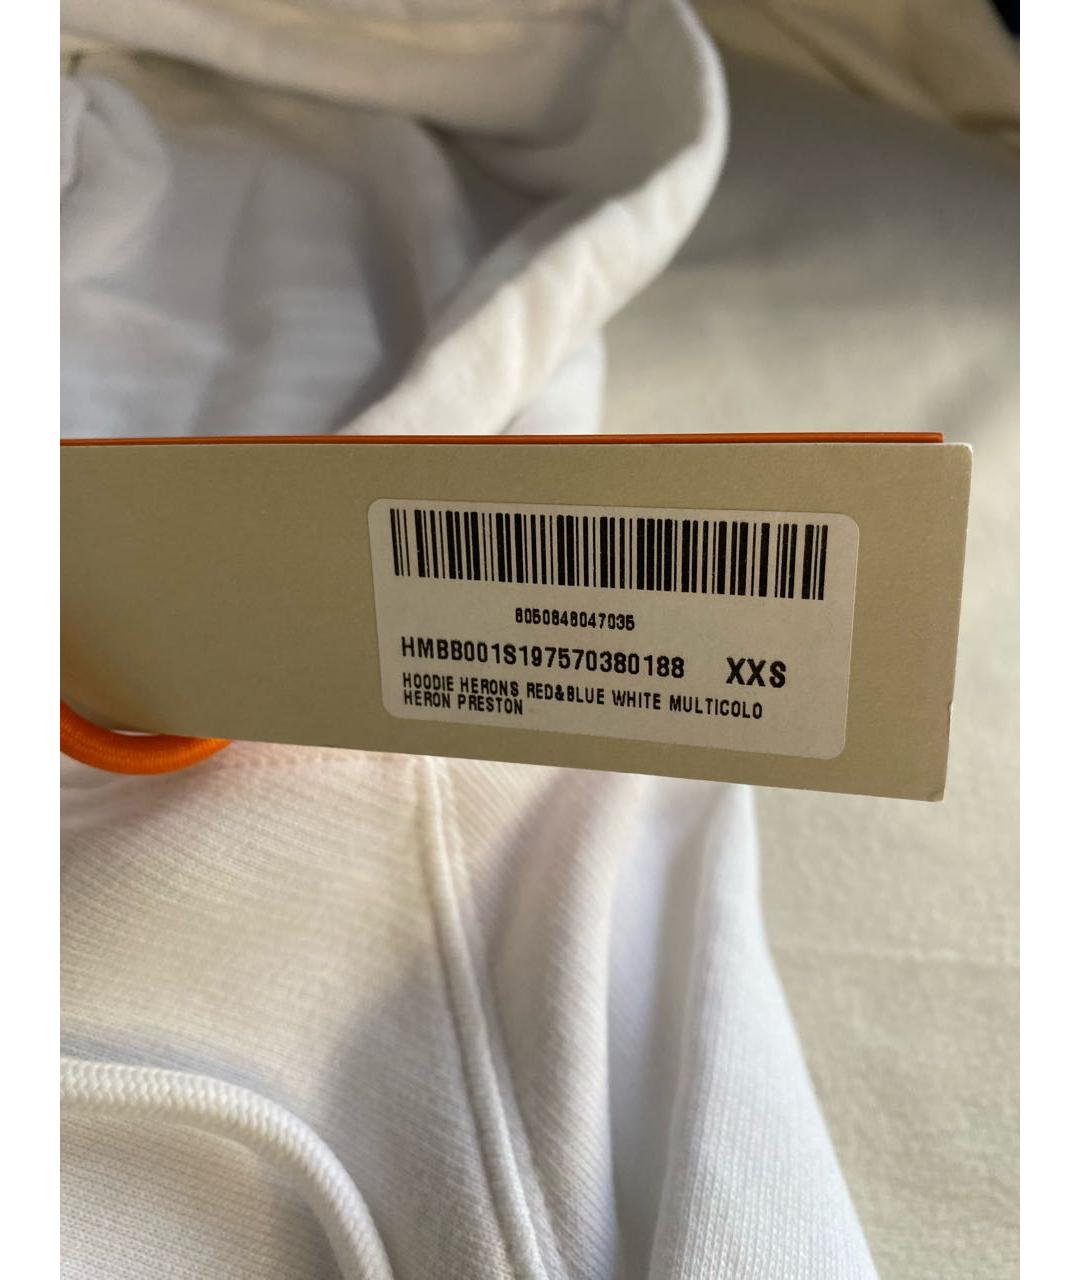 8050848047035
HMBB001S197570380188 XXS
HOODIE HERONS RED&BLUE WHITE MULTICOLO
HERON PRESTON